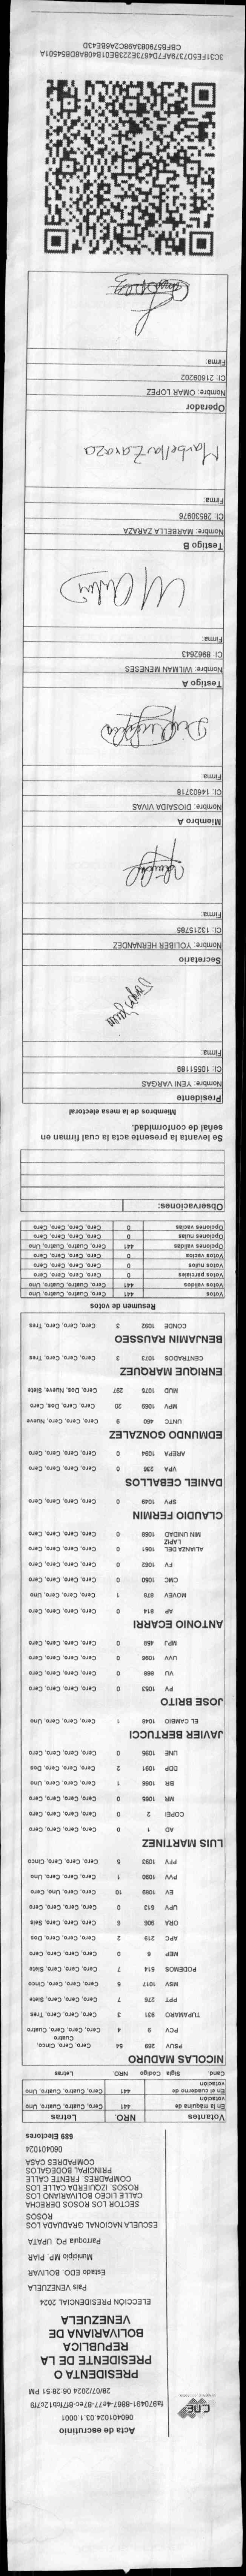 CNE
Acta de escrutinio
060401024.03.1.0001
fa970491-8867-4e77-87ec-8f7fcb12c7f9
28/07/2024 06:28:51 PM
PRESIDENTA O
PRESIDENTE DE LA
REPUBLICA
BOLIVARIANA DE
VENEZUELA
ELECCIÓN PRESIDENCIAL 2024
Pais VENEZUELA
Estado EDO. BOLIVAR
Municipio MP. PIAR
Parroquia PQ. UPATA
ESCUELA NACIONAL GRADUADA LOS
ROSOS
SECTOR LOS ROSOS DERECHA
CALLE LICEO BOLIVARIANO LOS
ROSOS. IZQUIERDA CALLE LOS
COMPADRES. FRENTE CALLE
PRINCIPAL BODEGALOS
COMPADRES CASA
060401024
689 Electores
Votantes NRO. Letras
En la máquina de votación 441 Cero, Cuatro, Cuatro, Uno
En el cuaderno de votación 441 Cero, Cuatro, Cuatro, Uno
Cand. Sigla Código NRO. Letras
NICOLAS MADURO
PSUV 269 54 Cero, Cero, Cinco, Cuatro
PCV 9 4 Cero, Cero, Cero, Cuatro
TUPAMARO 931 3 Cero, Cero, Cero, Tres
PPT 276 7 Cero, Cero, Cero, Siete
MSV 1017 5 Cero, Cero, Cero, Cinco
PODEMOS 514 7 Cero, Cero, Cero, Siete
MEP 6 0 Cero, Cero, Cero, Cero
APC 219 2 Cero, Cero, Cero, Dos
ORA 906 6 Cero, Cero, Cero, Seis
UPV 513 0 Cero, Cero, Cero, Cero
EV 1089 10 Cero, Cero, Uno, Cero
PVV 1080 1 Cero, Cero, Cero, Uno
PFV 1093 5 Cero, Cero, Cero, Cinco
LUIS MARTINEZ
AD 1 0 Cero, Cero, Cero, Cero
COPEI 2 0 Cero, Cero, Cero, Cero
MR 1065 0 Cero, Cero, Cero, Cero
BR 1066 1 Cero, Cero, Cero, Uno
DDP 1091 2 Cero, Cero, Cero, Dos
UNE 1095 0 Cero, Cero, Cero, Cero
JAVIER BERTUCCI
EL CAMBIO 1048 1 Cero, Cero, Cero, Uno
JOSE BRITO
PV 1053 0 Cero, Cero, Cero, Cero
VU 868 0 Cero, Cero, Cero, Cero
UVV 1096 0 Cero, Cero, Cero, Cero
MPJ 458 0 Cero, Cero, Cero, Cero
ANTONIO ECARRI
AP 814 0 Cero, Cero, Cero, Cero
MOVEV 878 1 Cero, Cero, Cero, Uno
CMC 1050 0 Cero, Cero, Cero, Cero
FV 1062 0 Cero, Cero, Cero, Cero
ALIANZA DEL LAPIZ 1051 0 Cero, Cero, Cero, Cero
MIN UNIDAD 1068 0 Cero, Cero, Cero, Cero
CLAUDIO FERMIN
SPV 1049 0 Cero, Cero, Cero, Cero
DANIEL CEBALLOS
VPA 236 0 Cero, Cero, Cero, Cero
AREPA 1094 0 Cero, Cero, Cero, Cero
EDMUNDO GONZALEZ
UNTC 480 9 Cero, Cero, Cero, Nueve
MPV 1069 20 Cero, Cero, Dos, Cero
MUD 1075 297 Cero, Dos, Nueve, Siete
ENRIQUE MARQUEZ
CENTRADOS 1073 3 Cero, Cero, Cero, Tres
BENJAMIN RAUSSEO
CONDE 1092 3 Cero, Cero, Cero, Tres
Resumen de votos
Votos 441 Cero, Cuatro, Cuatro, Uno
Votos validos 441 Cero, Cuatro, Cuatro, Uno
Votos parciales 0 Cero, Cero, Cero, Cero
Votos nulos 0 Cero, Cero, Cero, Cero
Votos vacios 0 Cero, Cero, Cero, Cero
Opciones validas 441 Cero, Cuatro, Cuatro, Uno
Opciones nulas 0 Cero, Cero, Cero, Cero
Opciones vacias 0 Cero, Cero, Cero, Cero
Observaciones:
Se levanta la presente acta la cual firman en
señal de conformidad.
Miembros de la mesa electoral
Presidente
Nombre: YENI VARGAS
CI: 10551189
Firma:
Secretario
Nombre: YOLIBER HERNANDEZ
CI: 13215785
Firma:
Miembro A
Nombre: DIOSAIDA VIVAS
CI: 14603718
Firma:
Testigo A
Nombre: WILMAN MENESES
CI: 8962643
Firma:
Testigo B
Nombre: MARBELLA ZARAZA
CI: 28530976
Firma:
Marbella Zaraza
Operador
Nombre: OMAR LOPEZ
CI: 21609202
Firma:
3C31FE5D7379AF7D4673E223BE01B408A8DB54501A
CBFB579083A98C2A6BE43D